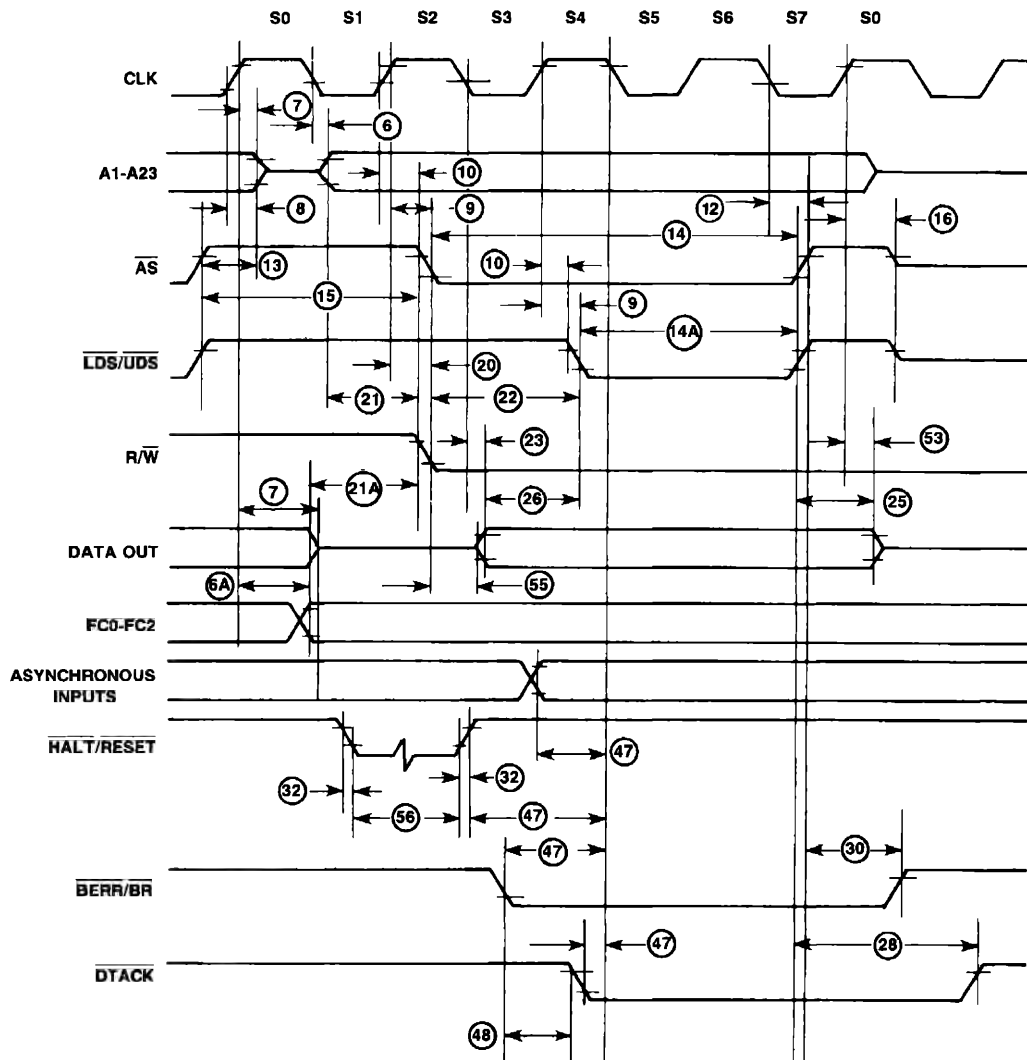 S0 S1 S2 S3 S4 S5 S6 S7 S0
CLK
7
6
A1-A23
10
8
9
12
16
14
AS
13
10
15
9
14A
LDS/UDS
20
21
22
23
53
R/W
7
21A
26
25
DATA OUT
6A
55
FC0-FC2
ASYNCHRONOUS
INPUTS
HALT/RESET
47
32
32
56
47
47
30
BERR/BR
47
28
DTACK
48